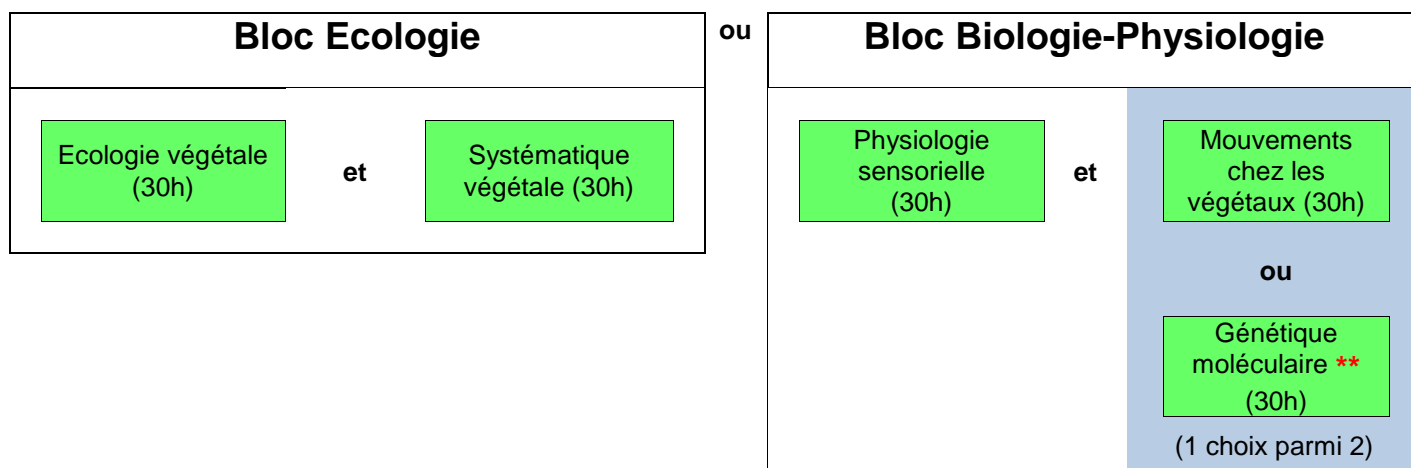 Bloc Ecologie
ou
Bloc Biologie-Physiologie
Ecologie végétale
(30h)
et
Systématique
végétale (30h)
Physiologie
sensorielle
(30h)
et
Mouvements
chez les
végétaux (30h)
ou
Génétique
moléculaire **
(30h)
(1 choix parmi 2)